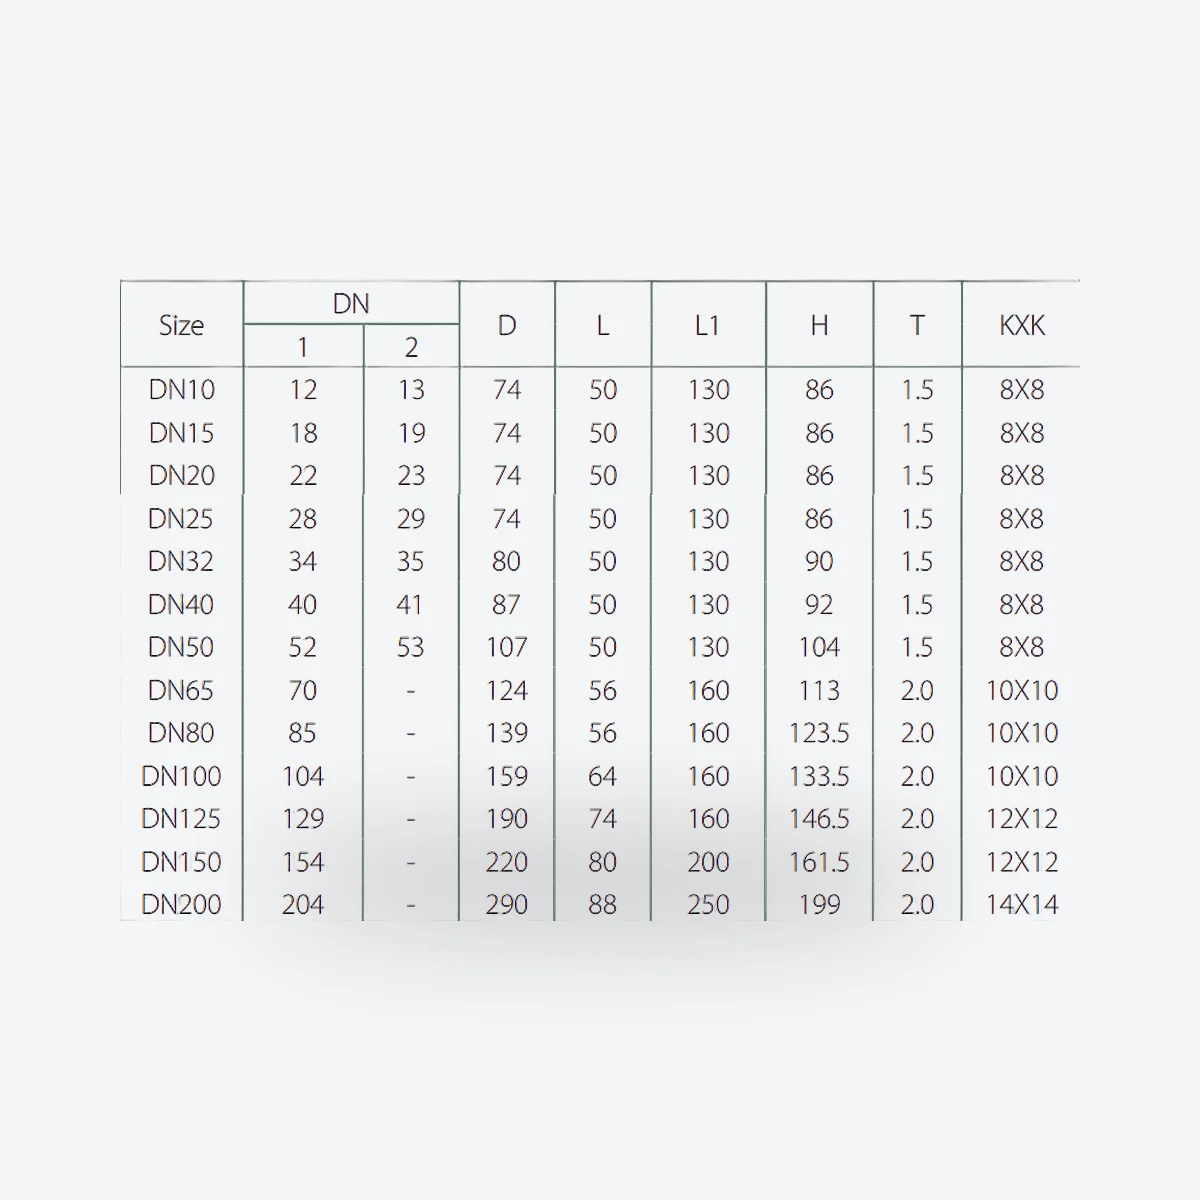 Size DN D L L1 H T KXK
1 2
DN10 12 13 74 50 130 86 1.5 8X8
DN15 18 19 74 50 130 86 1.5 8X8
DN20 22 23 74 50 130 86 1.5 8X8
DN25 28 29 74 50 130 86 1.5 8X8
DN32 34 35 80 50 130 90 1.5 8X8
DN40 40 41 87 50 130 92 1.5 8X8
DN50 52 53 107 50 130 104 1.5 8X8
DN65 70 - 124 56 160 113 2.0 10X10
DN80 85 - 139 56 160 123.5 2.0 10X10
DN100 104 - 159 64 160 133.5 2.0 10X10
DN125 129 - 190 74 160 146.5 2.0 12X12
DN150 154 - 220 80 200 161.5 2.0 12X12
DN200 204 - 290 88 250 199 2.0 14X14